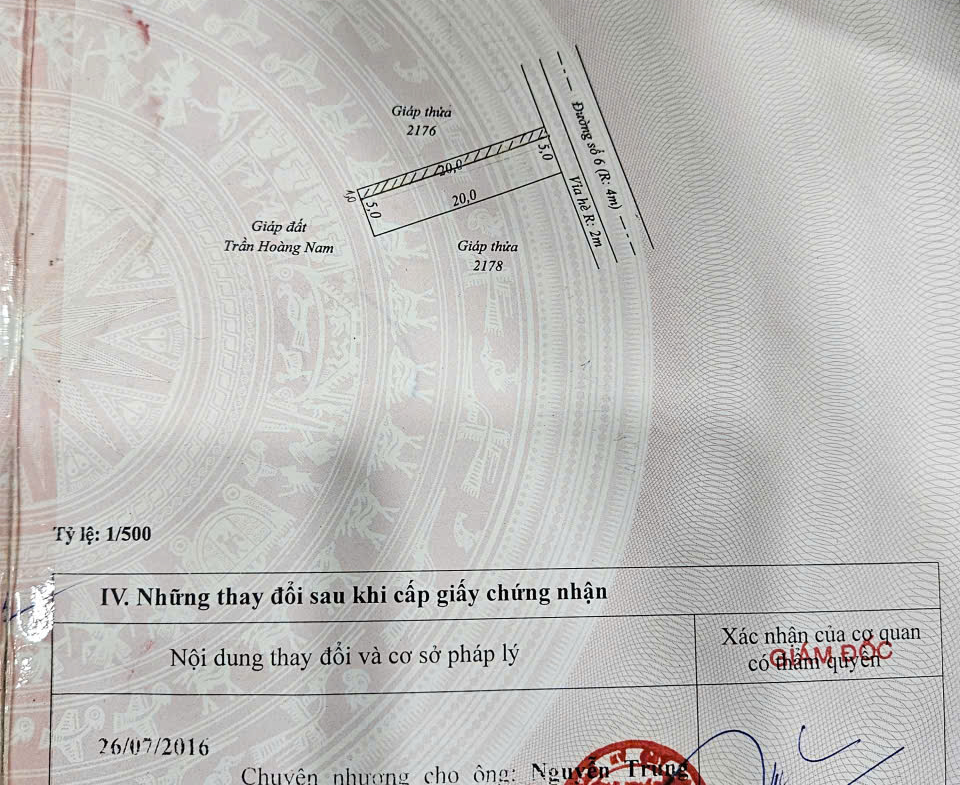 Giáp thửa
2176
Đường số 6 (R: 4m)
Vỉa hè R: 2m
5,0
20,0
1,0
5,0
20,0
Giáp đất
Trần Hoàng Nam
Giáp thửa
2178
Tỷ lệ: 1/500
IV. Những thay đổi sau khi cấp giấy chứng nhận
Nội dung thay đổi và cơ sở pháp lý
Xác nhận của cơ quan
có thẩm quyền
GIÁM ĐỐC
26/07/2016
Chuyển nhượng cho ông: Nguyễn Trung